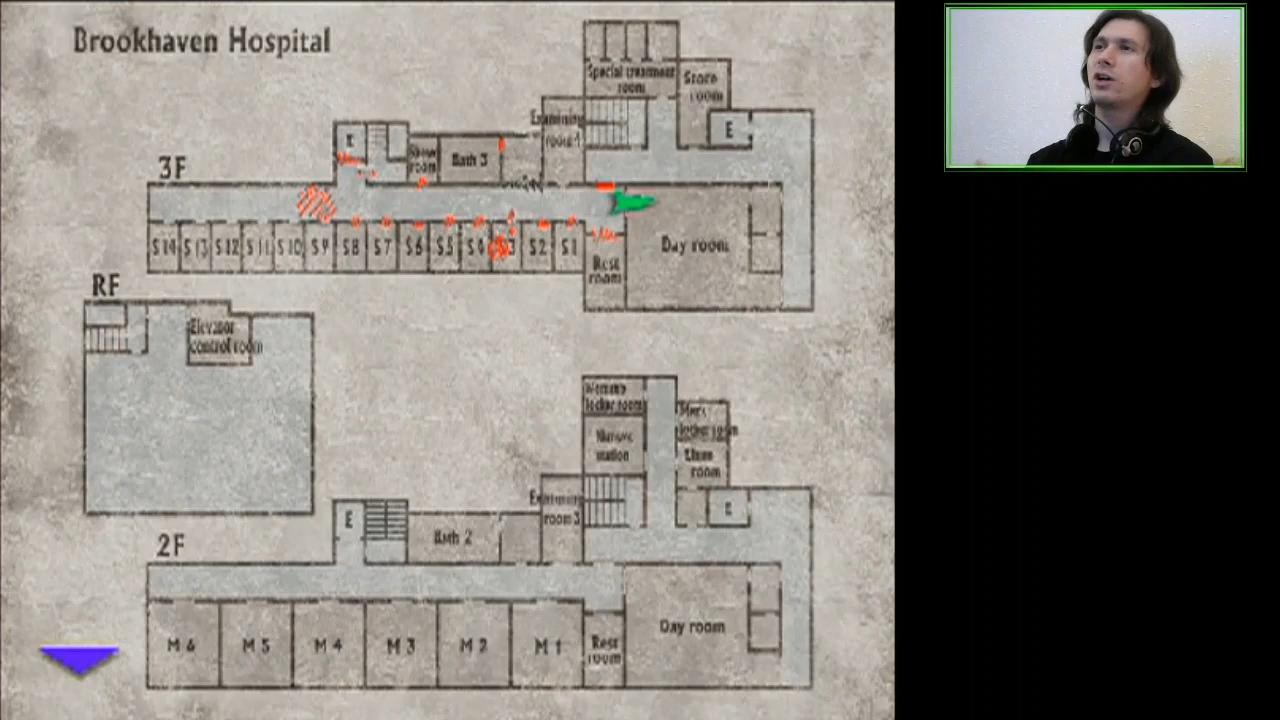 Brookhaven Hospital
Special treatment
room
Store
room
Examining
room 4
E
3F
E
Store
room
Bath 3
S14 S13 S12 S11 S10 S9 S8 S7 S6 S5 S4 S3 S2 S1
Rest
room
Day room
RF
Elevator
control room
Woman's
locker room
Men's
locker room
Nurse's
station
Linen
room
Examining
room 3
E
E
2F
Bath 2
M6 M5 M4 M3 M2 M1
Rest
room
Day room